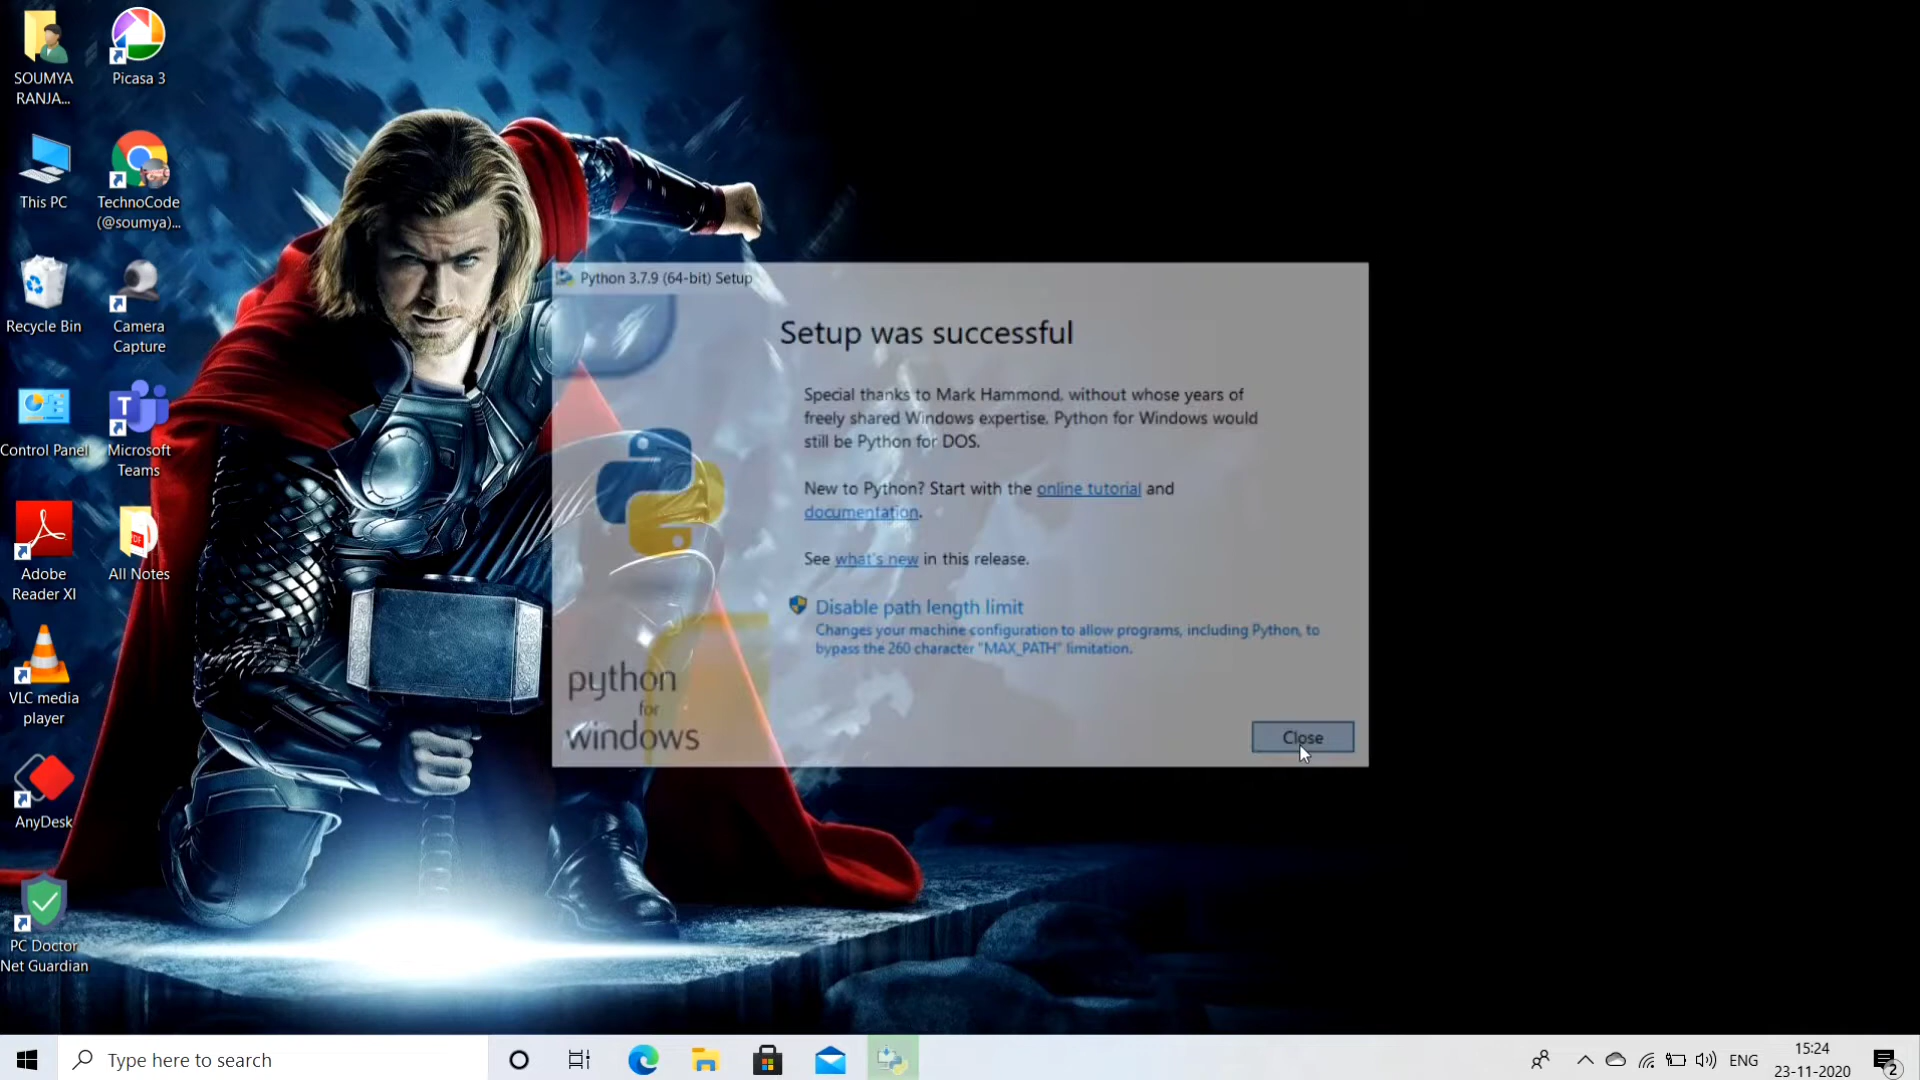 SOUMYA
RANJA...
Picasa 3
This PC
TechnoCode
(@soumya)...
Recycle Bin
Camera
Capture
Control Panel
Microsoft
Teams
Adobe
Reader XI
All Notes
VLC media
player
AnyDesk
PC Doctor
Net Guardian
Python 3.7.9 (64-bit) Setup
Setup was successful
Special thanks to Mark Hammond, without whose years of
freely shared Windows expertise, Python for Windows would
still be Python for DOS.
New to Python? Start with the online tutorial and
documentation.
See what's new in this release.
Disable path length limit
Changes your machine configuration to allow programs, including Python, to
bypass the 260 character "MAX_PATH" limitation.
python
for
windows
Close
Type here to search
ENG
15:24
23-11-2020
2